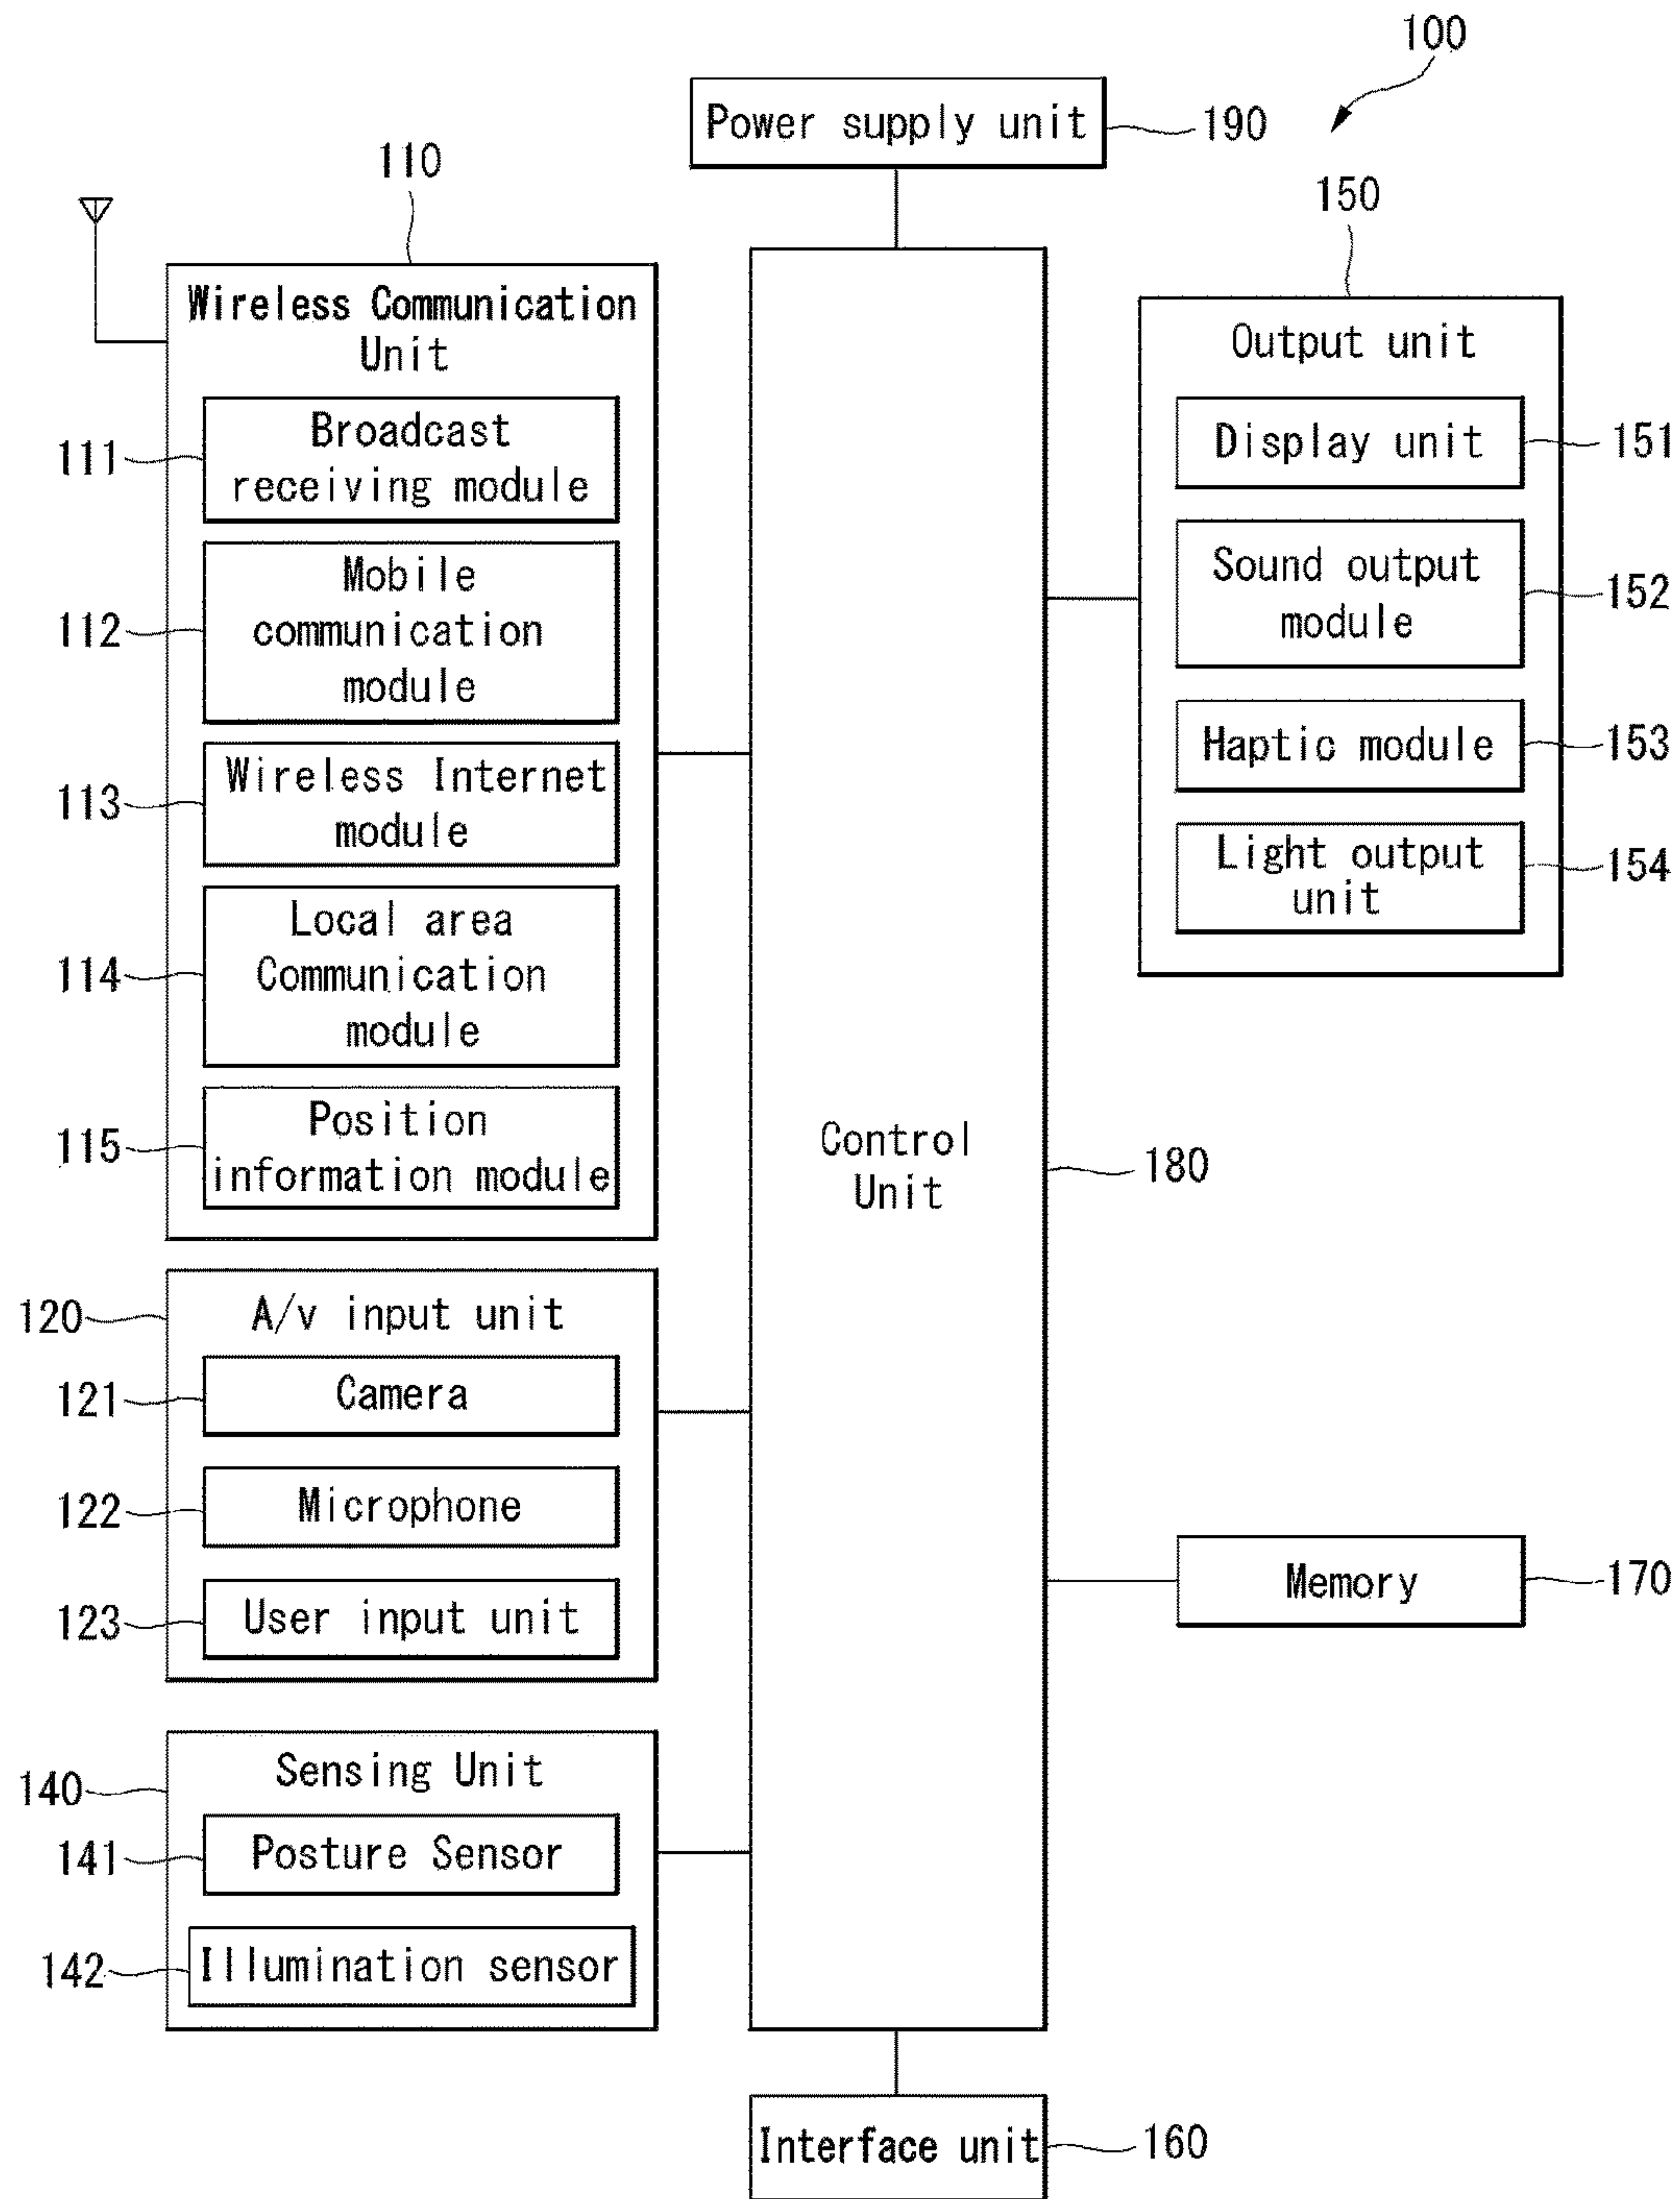 100
Power supply unit
190
110
150
Wireless Communication
Unit
Broadcast
receiving module
111
Mobile
communication
module
112
Wireless Internet
module
113
Local area
Communication
module
114
Position
information module
115
Output unit
Display unit
151
Sound output
module
152
Haptic module
153
Light output
unit
154
Control
Unit
180
120
A/v input unit
121
Camera
122
Microphone
123
User input unit
Memory
170
140
Sensing Unit
141
Posture Sensor
142
Illumination sensor
Interface unit
160